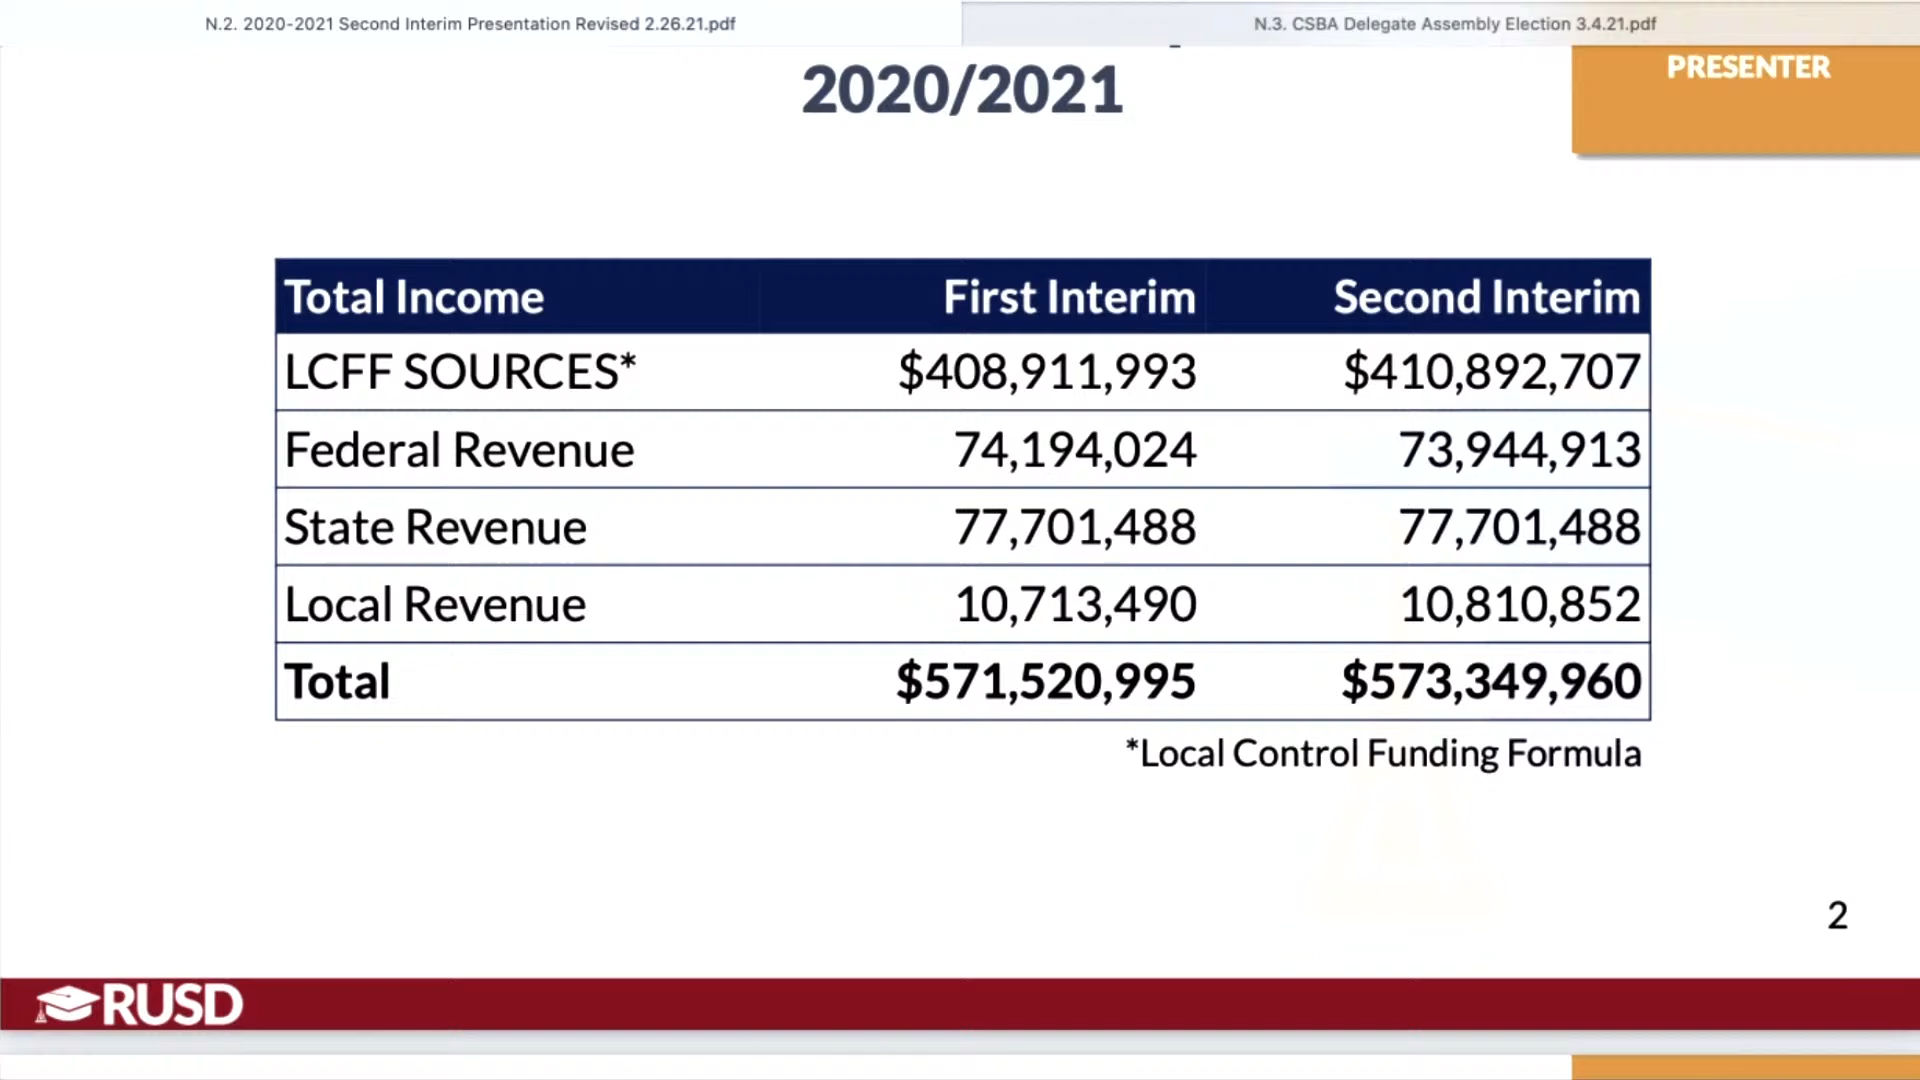 N.2. 2020-2021 Second Interim Presentation Revised 2.26.21.pdf
N.3. CSBA Delegate Assembly Election 3.4.21.pdf
2020/2021
PRESENTER
Total Income First Interim Second Interim
LCFF SOURCES* $408,911,993 $410,892,707
Federal Revenue 74,194,024 73,944,913
State Revenue 77,701,488 77,701,488
Local Revenue 10,713,490 10,810,852
Total $571,520,995 $573,349,960
*Local Control Funding Formula
2
RUSD